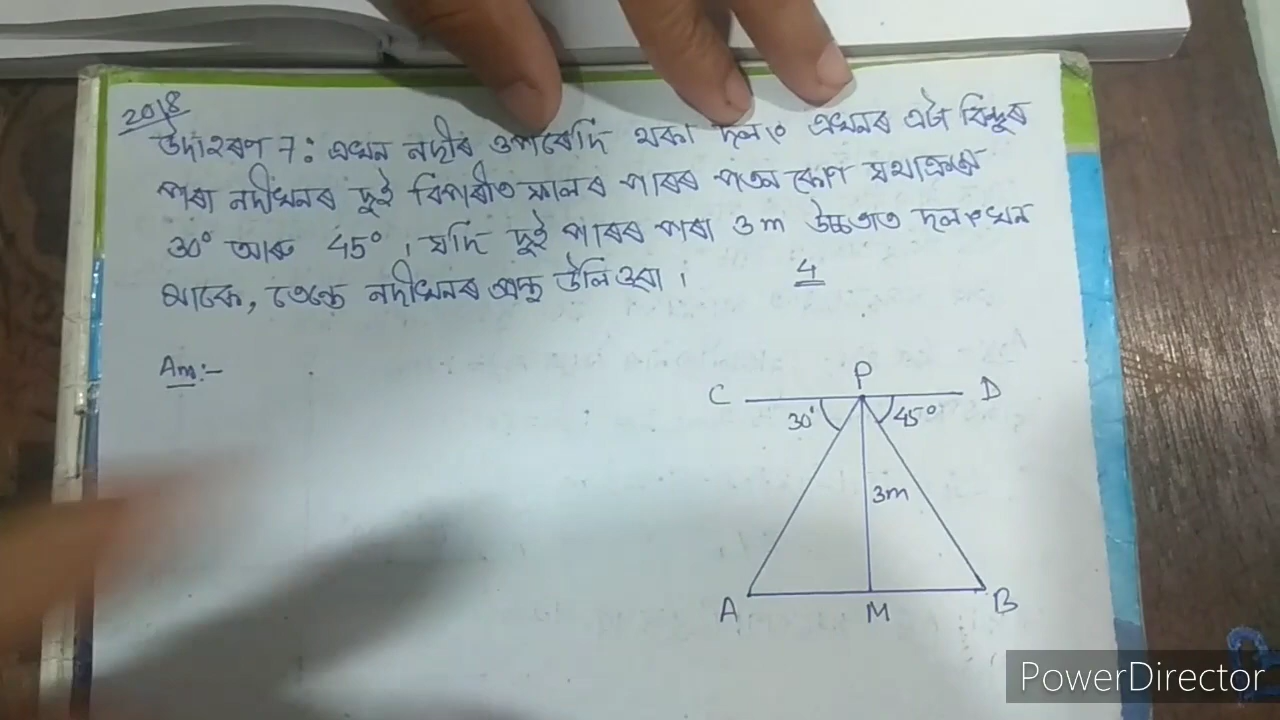 2018
উদাহৰণ 7: এখন নদীৰ ওপৰেদি থকা দলং এখনৰ এটা বিন্দুৰ
পৰা নদীখনৰ দুই বিপৰীত ফালৰ পাৰৰ পতন কোণ যথাক্ৰমে
30° আৰু 45° । যদি দুই পাৰৰ পৰা 3 m উচ্চতাত দলংখন
থাকে, তেন্তে নদীখনৰ প্ৰস্থ উলিওৱা । 4
Ans:-
C P D
30° 45°
3m
A M B
PowerDirector